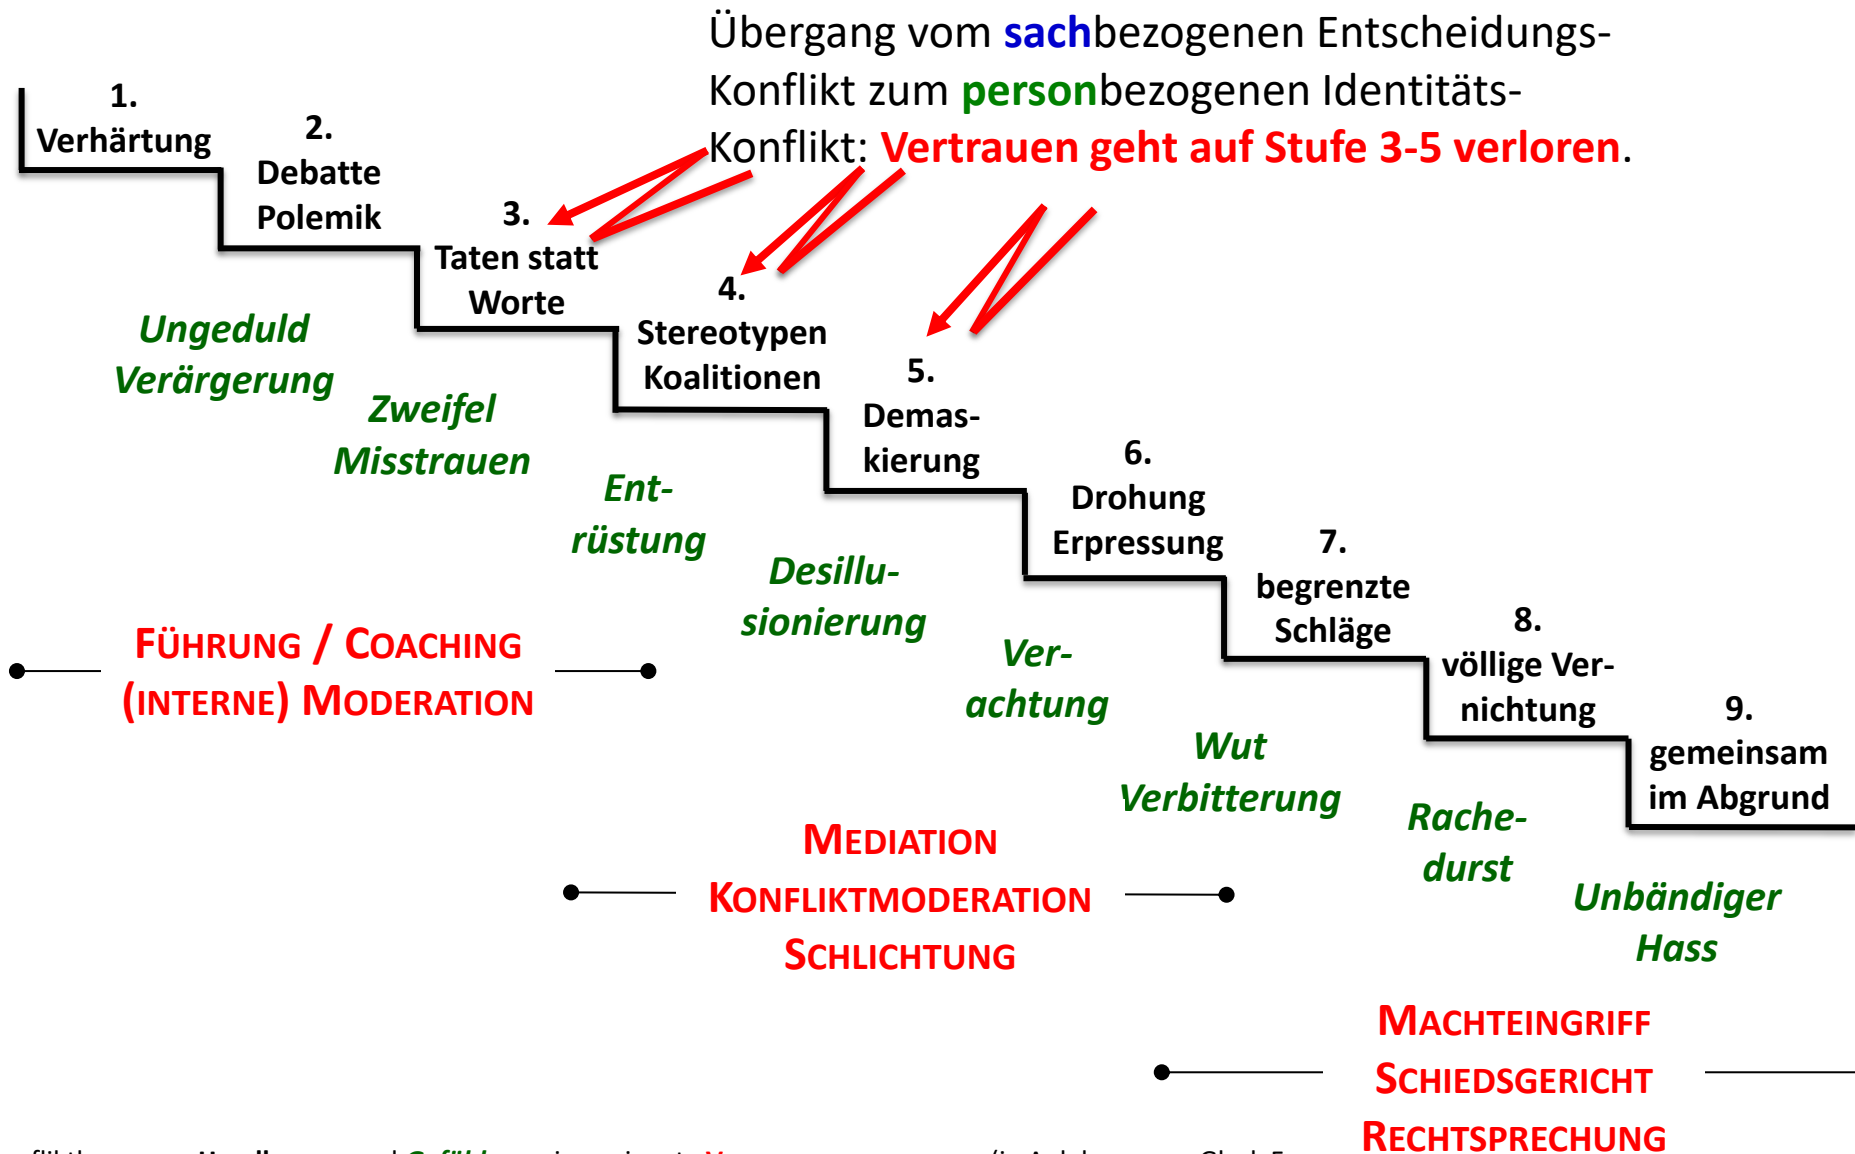 Übergang vom sachbezogenen Entscheidungs-
Konflikt zum personbezogenen Identitäts-
Konflikt: Vertrauen geht auf Stufe 3-5 verloren.
1.
Verhärtung
2.
Debatte
Polemik
3.
Taten statt
Worte
4.
Stereotypen
Koalitionen
5.
Demas-
kierung
6.
Drohung
Erpressung
7.
begrenzte
Schläge
8.
völlige Ver-
nichtung
9.
gemeinsam
im Abgrund
Ungeduld
Verärgerung
Zweifel
Misstrauen
Ent-
rüstung
Desillu-
sionierung
Ver-
achtung
Wut
Verbitterung
Rache-
durst
Unbändiger
Hass
FÜHRUNG / COACHING
(INTERNE) MODERATION
MEDIATION
KONFLIKTMODERATION
SCHLICHTUNG
MACHTEINGRIFF
SCHIEDSGERICHT
RECHTSPRECHUNG